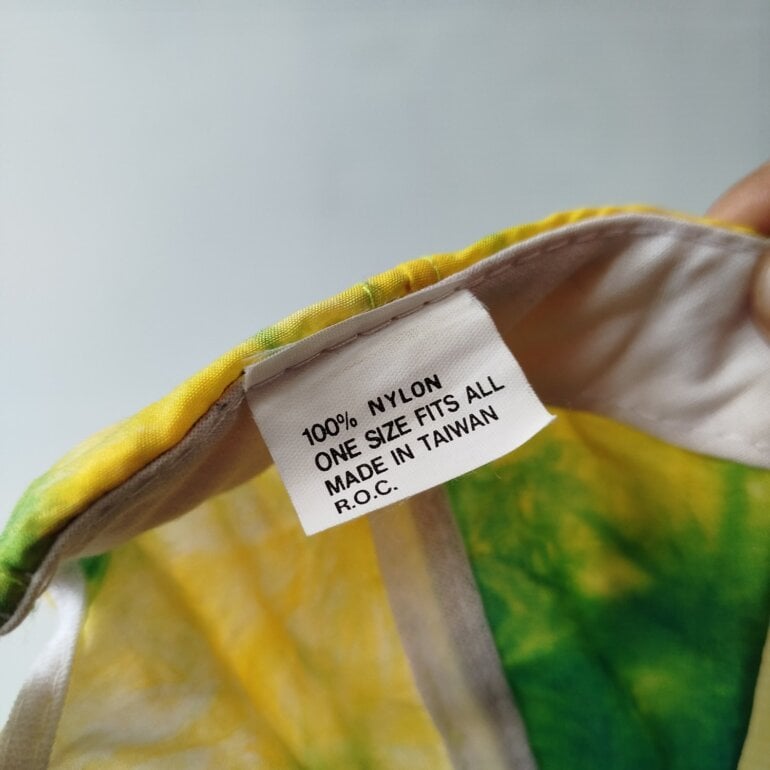 100% NYLON
ONE SIZE FITS ALL
MADE IN TAIWAN
R.O.C.